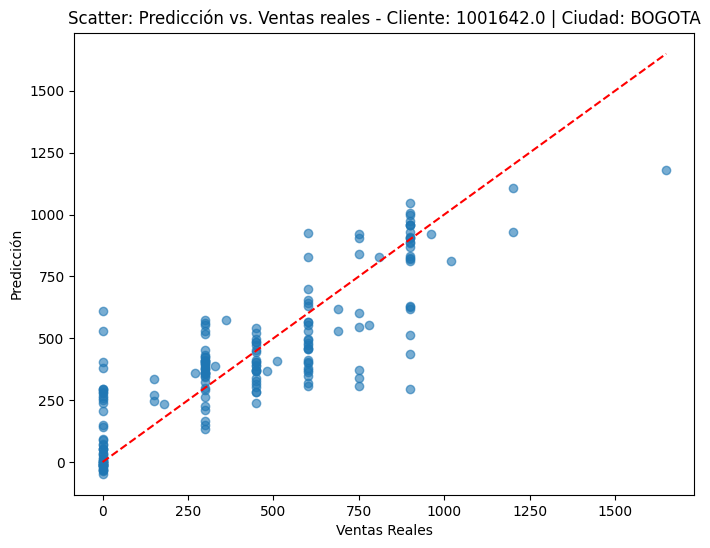 Scatter: Predicción vs. Ventas reales - Cliente: 1001642.0 | Ciudad: BOGOTA
1500
1250
1000
750
500
250
0
Predicción
0 250 500 750 1000 1250 1500
Ventas Reales